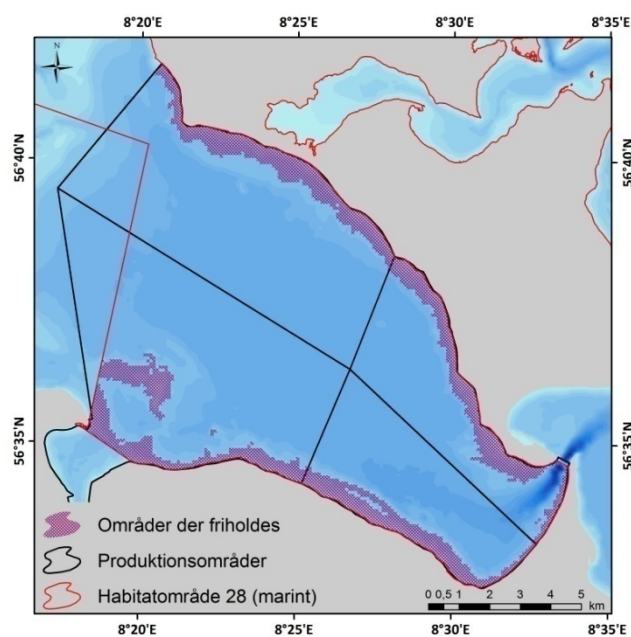 8°20'E 8°25'E 8°30'E 8°35'E
N
56°40'N 56°40'N
56°35'N 56°35'N
Områder der friholdes
Produktionsområder
Habitatområde 28 (marint)
0 0,5 1 2 3 4 5
km
8°20'E 8°25'E 8°30'E 8°35'E